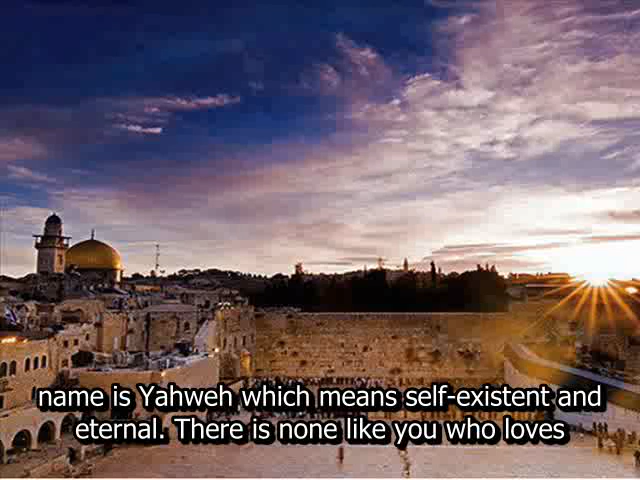 name is Yahweh which means self-existent and
eternal. There is none like you who loves